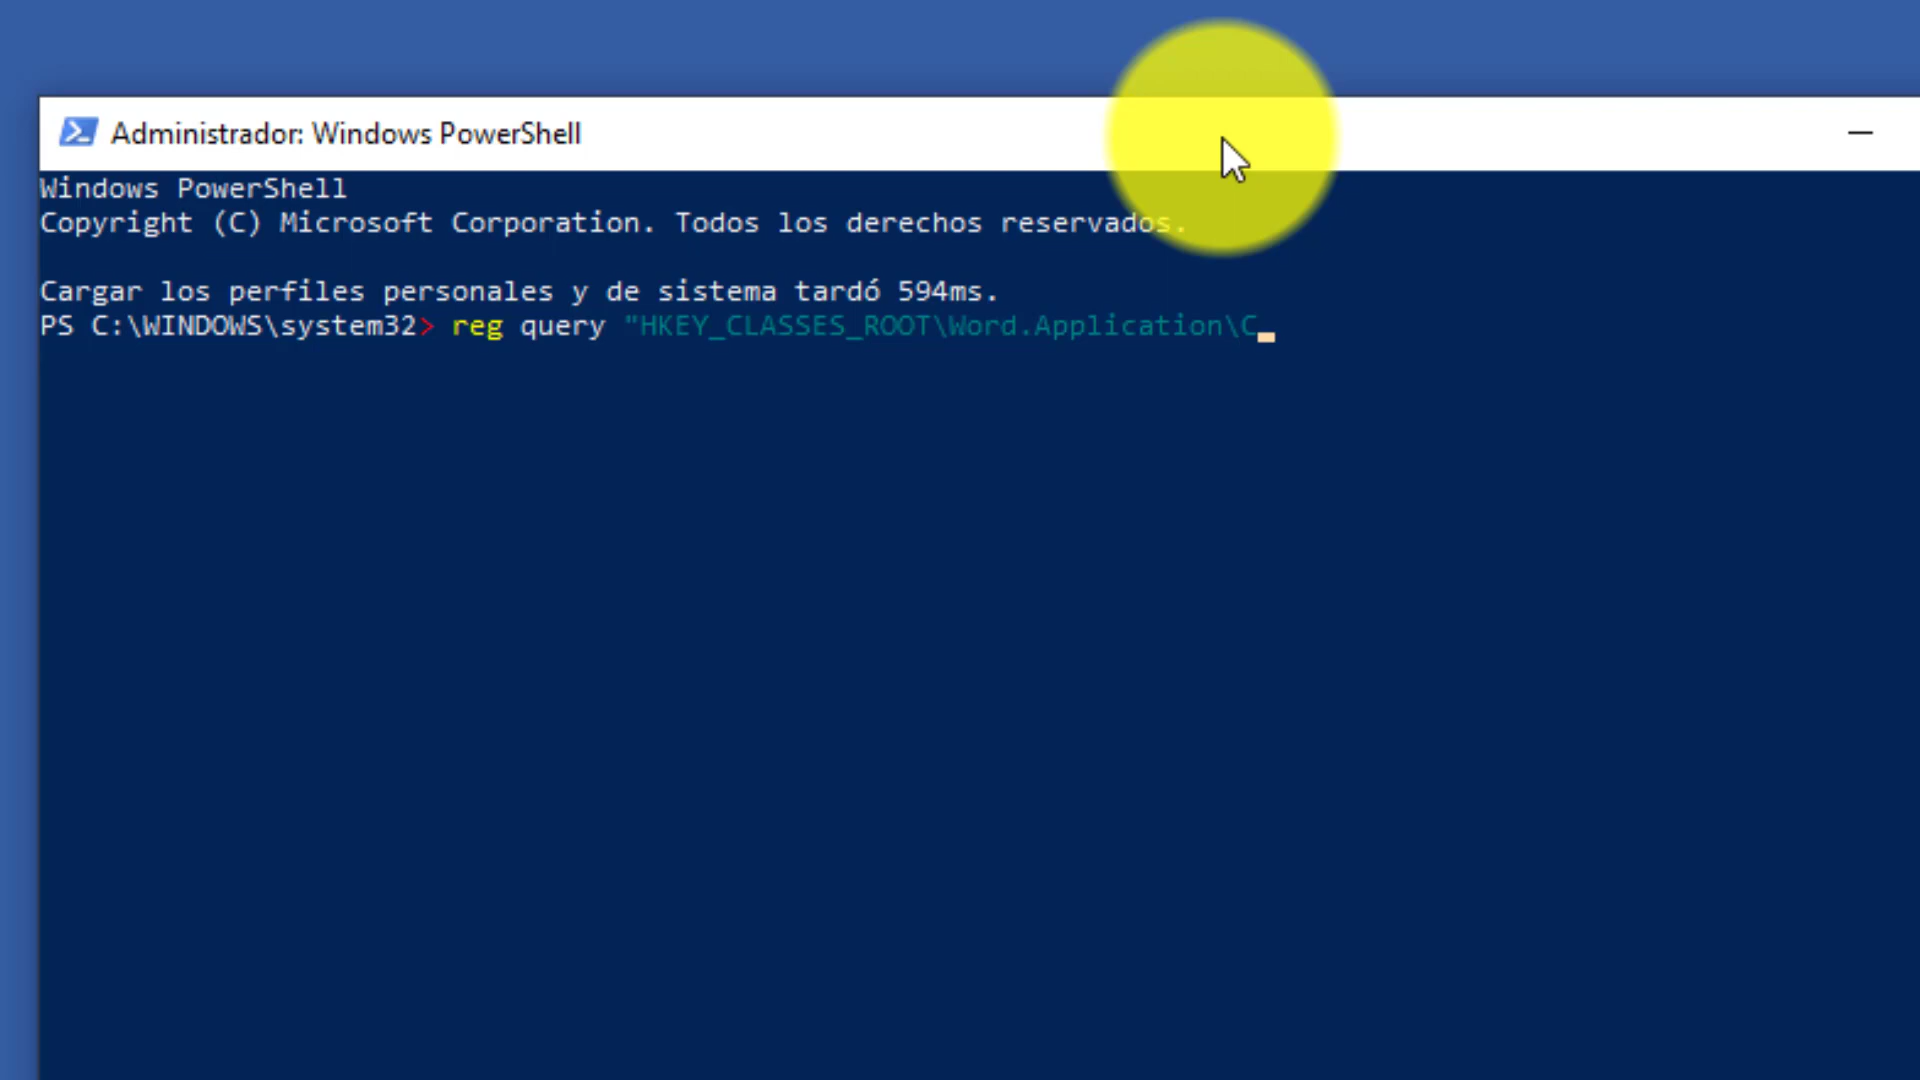 Administrador: Windows PowerShell
Windows PowerShell
Copyright (C) Microsoft Corporation. Todos los derechos reservados.
Cargar los perfiles personales y de sistema tardó 594ms.
PS C:\WINDOWS\system32> reg query "HKEY_CLASSES_ROOT\Word.Application\C